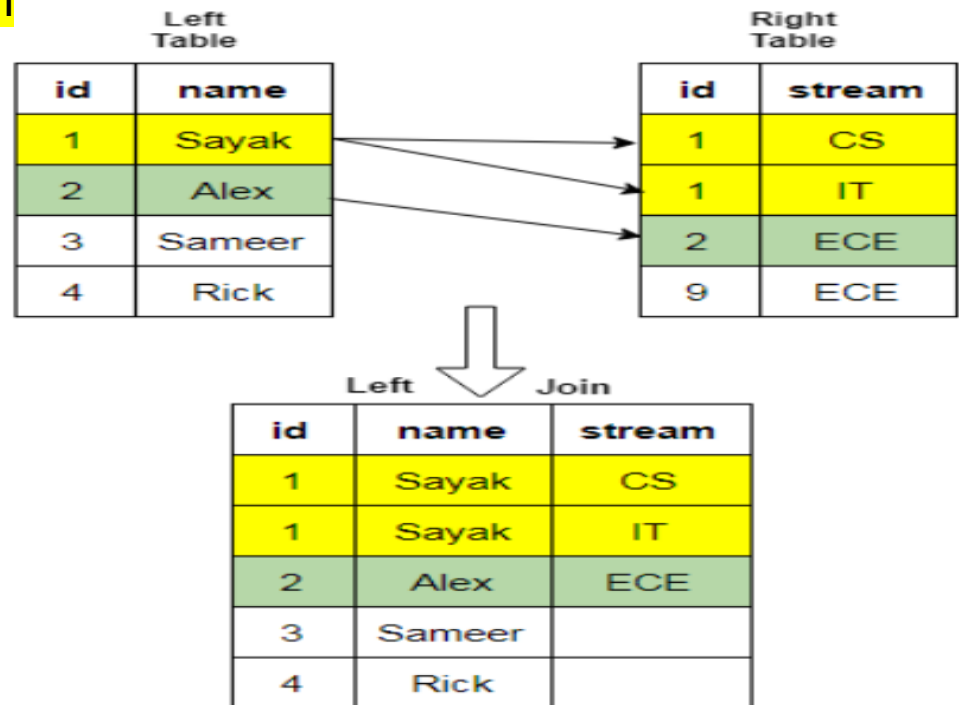 Left
Table
id name
1 Sayak
2 Alex
3 Sameer
4 Rick
Right
Table
id stream
1 CS
1 IT
2 ECE
9 ECE
Left Join
id name stream
1 Sayak CS
1 Sayak IT
2 Alex ECE
3 Sameer
4 Rick